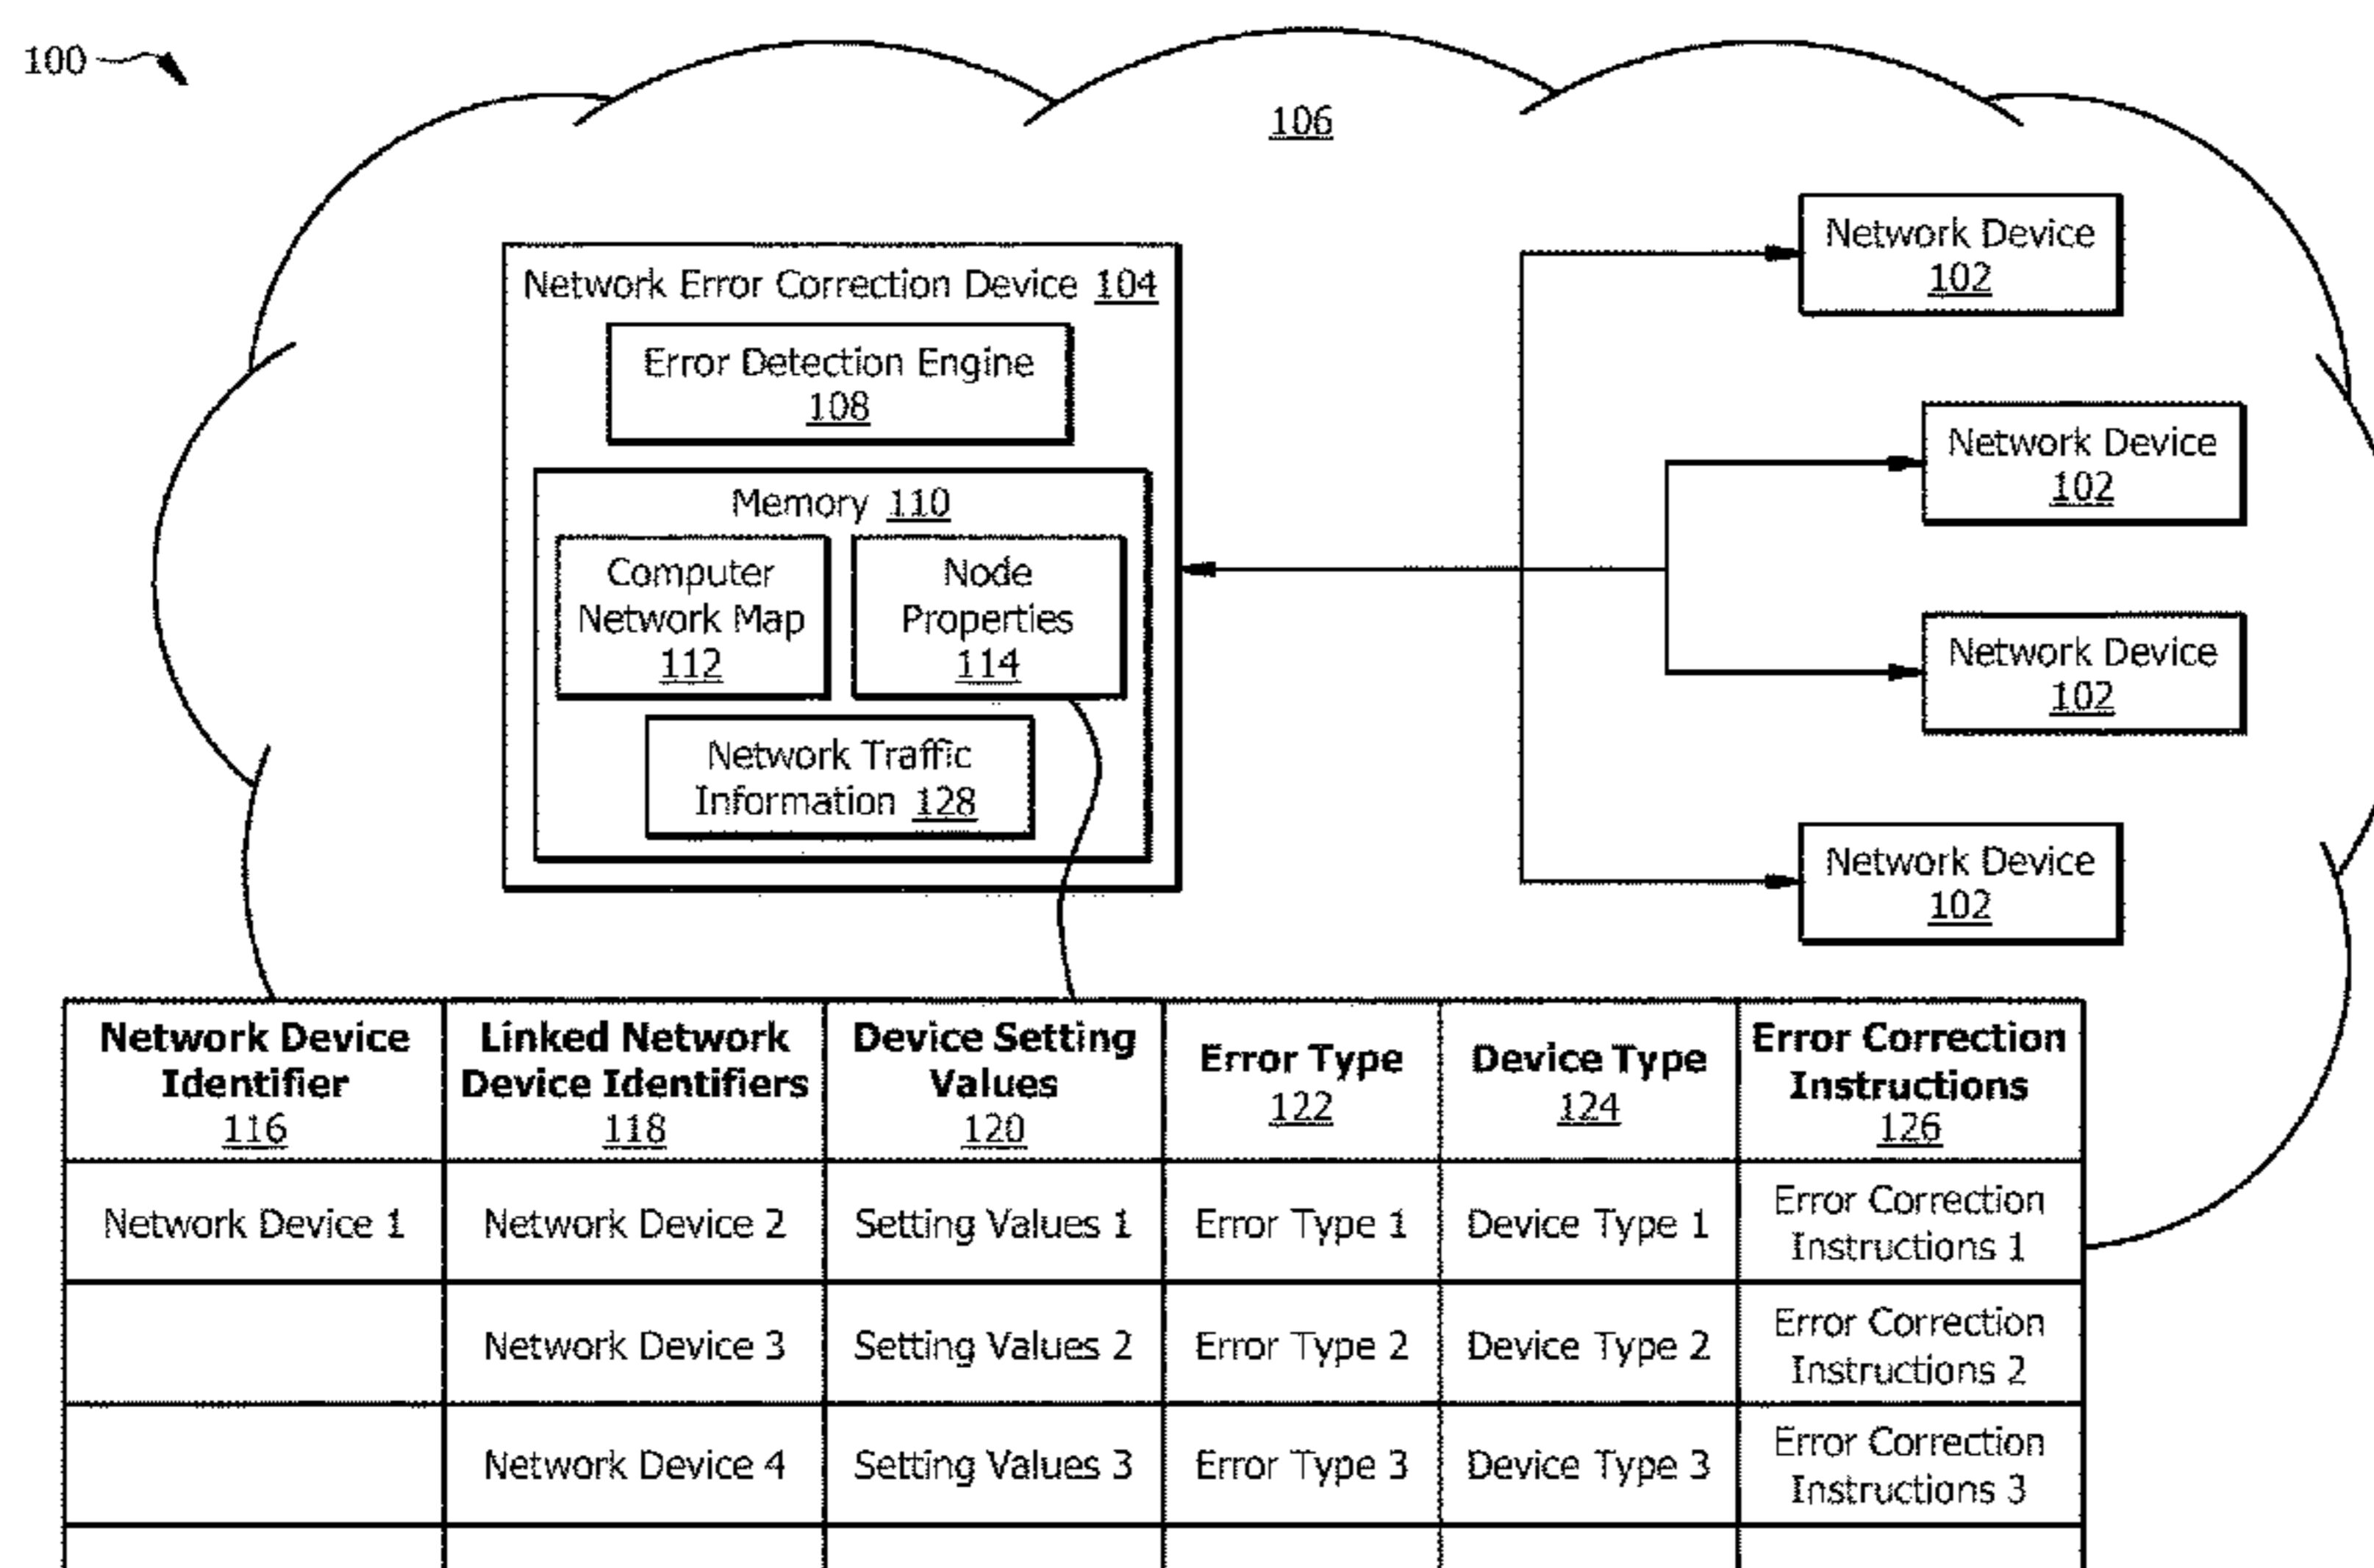 100
106
Network Error Correction Device 104
Error Detection Engine
108
Memory 110
Computer
Network Map
112
Node
Properties
114
Network Traffic
Information 128
Network Device
102
Network Device
102
Network Device
102
Network Device
102
Network Device
Identifier
116
Linked Network
Device Identifiers
118
Device Setting
Values
120
Error Type
122
Device Type
124
Error Correction
Instructions
126
Network Device 1
Network Device 2
Setting Values 1
Error Type 1
Device Type 1
Error Correction
Instructions 1
Network Device 3
Setting Values 2
Error Type 2
Device Type 2
Error Correction
Instructions 2
Network Device 4
Setting Values 3
Error Type 3
Device Type 3
Error Correction
Instructions 3